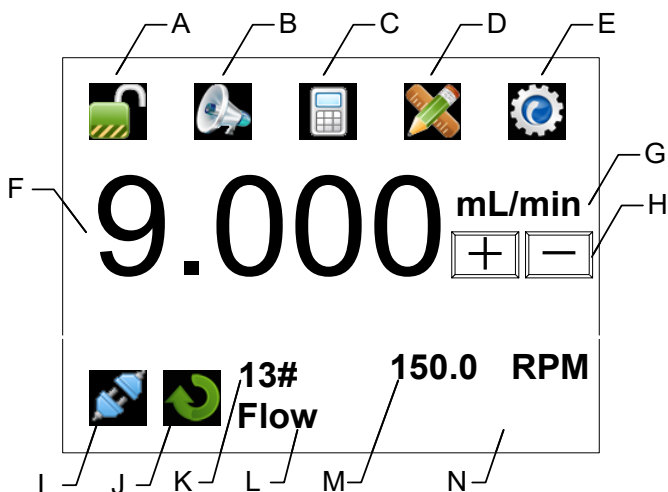 A B C D E
F 9.000 mL/min G
+ − H
13# 150.0 RPM
Flow
I J K L M N